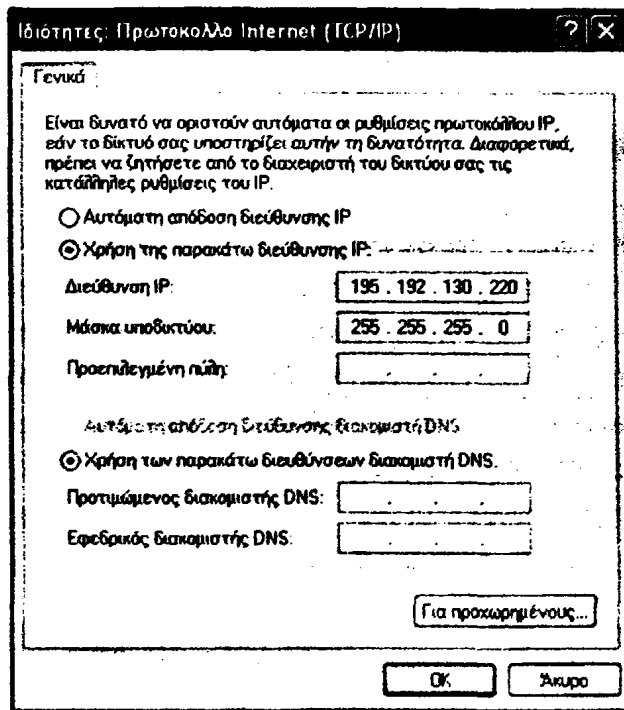 Ιδιότητες: Πρωτόκολλο Internet (TCP/IP)
Γενικά
Είναι δυνατό να οριστούν αυτόματα οι ρυθμίσεις πρωτοκόλλου IP,
εάν το δίκτυό σας υποστηρίζει αυτήν τη δυνατότητα. Διαφορετικά,
πρέπει να ζητήσετε από το διαχειριστή του δικτύου σας τις
κατάλληλες ρυθμίσεις του IP.
Αυτόματη απόδοση διεύθυνσης IP
Χρήση της παρακάτω διεύθυνσης IP:
Διεύθυνση IP: 195 . 192 . 130 . 220
Μάσκα υποδικτύου: 255 . 255 . 255 . 0
Προεπιλεγμένη πύλη: . . .
Αυτόματη απόδοση διεύθυνσης διακομιστή DNS
Χρήση των παρακάτω διευθύνσεων διακομιστή DNS.
Προτιμώμενος διακομιστής DNS: . . .
Εφεδρικός διακομιστής DNS: . . .
Για προχωρημένους...
OK Άκυρο